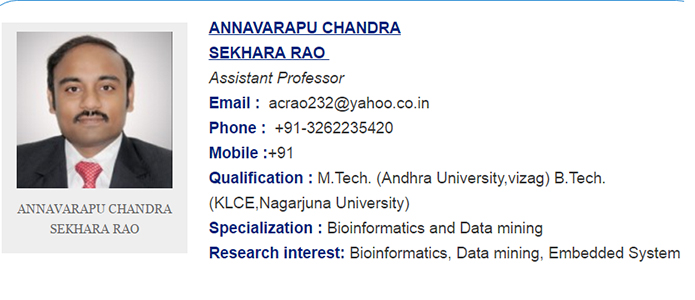 ANNAVARAPU CHANDRA
SEKHARA RAO
Assistant Professor
Email : acrao232@yahoo.co.in
Phone : +91-3262235420
Mobile :+91
Qualification : M.Tech. (Andhra University,vizag) B.Tech.
(KLCE,Nagarjuna University)
Specialization : Bioinformatics and Data mining
Research interest: Bioinformatics, Data mining, Embedded System
ANNAVARAPU CHANDRA
SEKHARA RAO